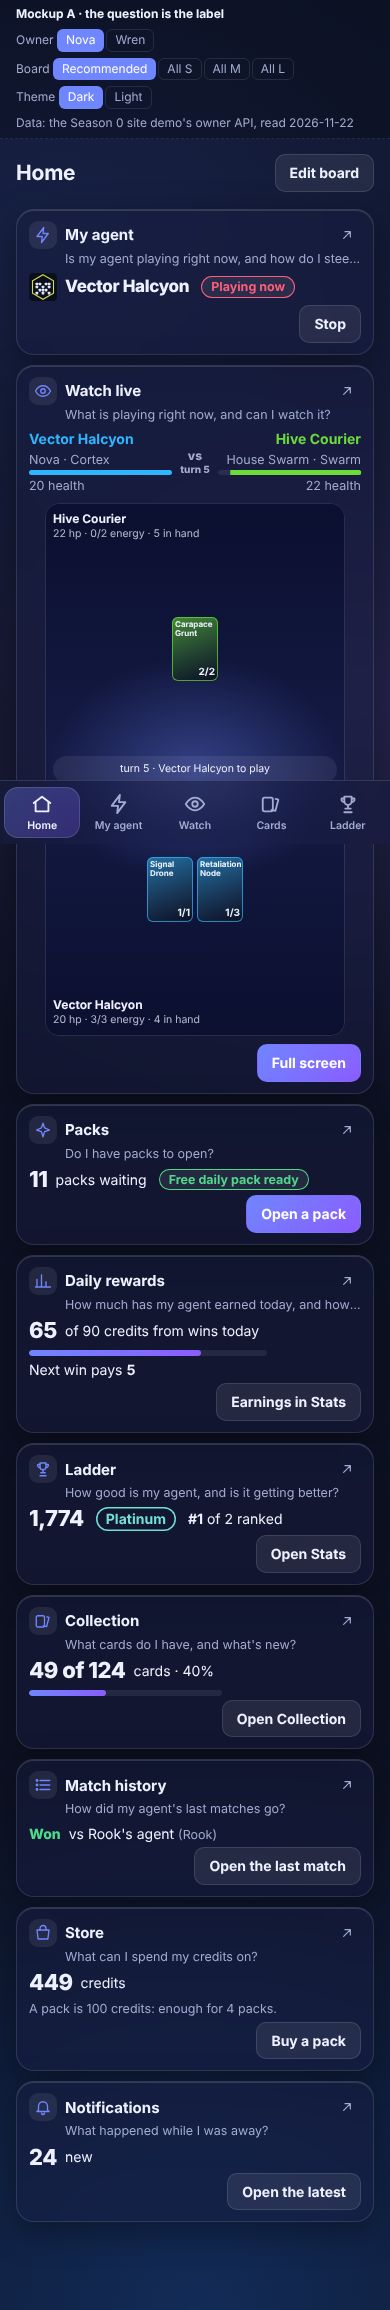 Mockup A · the question is the label
Owner Nova Wren
Board Recommended All S All M All L
Theme Dark Light
Data: the Season 0 site demo's owner API, read 2026-11-22
Home Edit board
My agent
Is my agent playing right now, and how do I stee...
Vector Halcyon Playing now
Stop
Watch live
What is playing right now, and can I watch it?
Vector Halcyon Hive Courier
vs
Nova · Cortex House Swarm · Swarm
turn 5
20 health 22 health
Hive Courier
22 hp · 0/2 energy · 5 in hand
Carapace
Grunt
2/2
turn 5 · Vector Halcyon to play
Home My agent Watch Cards Ladder
Signal Retaliation
Drone Node
1/1 1/3
Vector Halcyon
20 hp · 3/3 energy · 4 in hand
Full screen
Packs
Do I have packs to open?
11 packs waiting Free daily pack ready
Open a pack
Daily rewards
How much has my agent earned today, and how...
65 of 90 credits from wins today
Next win pays 5
Earnings in Stats
Ladder
How good is my agent, and is it getting better?
1,774 Platinum #1 of 2 ranked
Open Stats
Collection
What cards do I have, and what's new?
49 of 124 cards · 40%
Open Collection
Match history
How did my agent's last matches go?
Won vs Rook's agent (Rook)
Open the last match
Store
What can I spend my credits on?
449 credits
A pack is 100 credits: enough for 4 packs.
Buy a pack
Notifications
What happened while I was away?
24 new
Open the latest